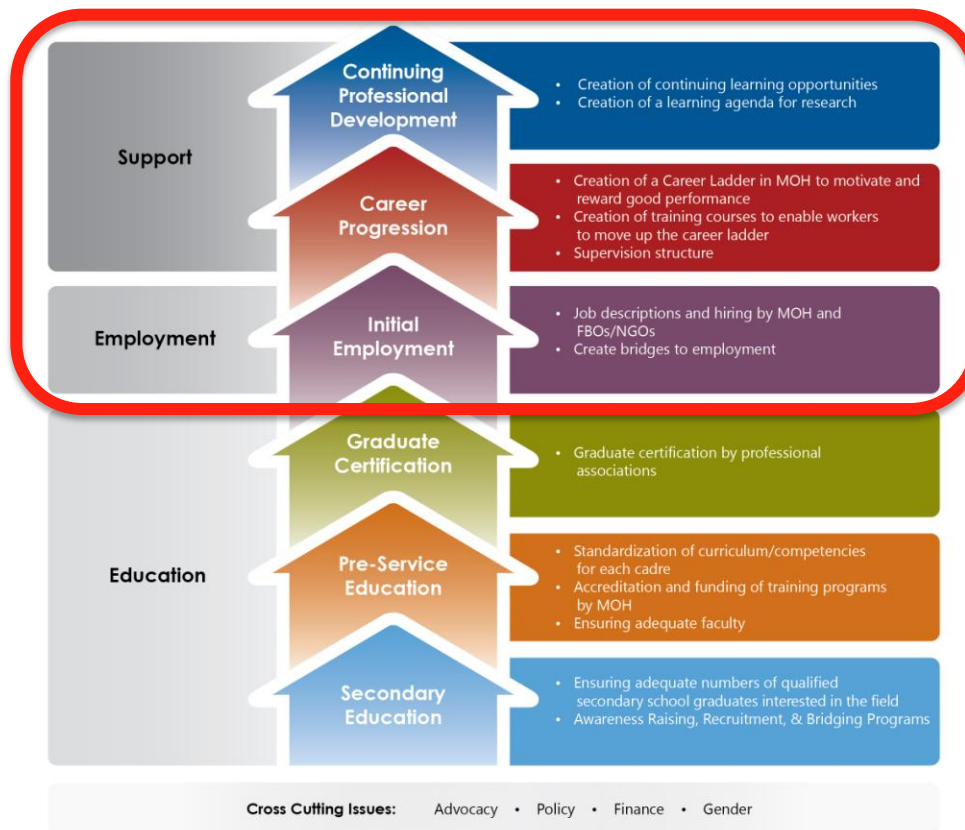 Support
Continuing
Professional
Development
• Creation of continuing learning opportunities
• Creation of a learning agenda for research
Career
Progression
• Creation of a Career Ladder in MOH to motivate and
reward good performance
• Creation of training courses to enable workers
to move up the career ladder
• Supervision structure
Employment
Initial
Employment
• Job descriptions and hiring by MOH and
FBOs/NGOs
• Create bridges to employment
Education
Graduate
Certification
• Graduate certification by professional
associations
Pre-Service
Education
• Standardization of curriculum/competencies
for each cadre
• Accreditation and funding of training programs
by MOH
• Ensuring adequate faculty
Secondary
Education
• Ensuring adequate numbers of qualified
secondary school graduates interested in the field
• Awareness Raising, Recruitment, & Bridging Programs
Cross Cutting Issues: Advocacy • Policy • Finance • Gender